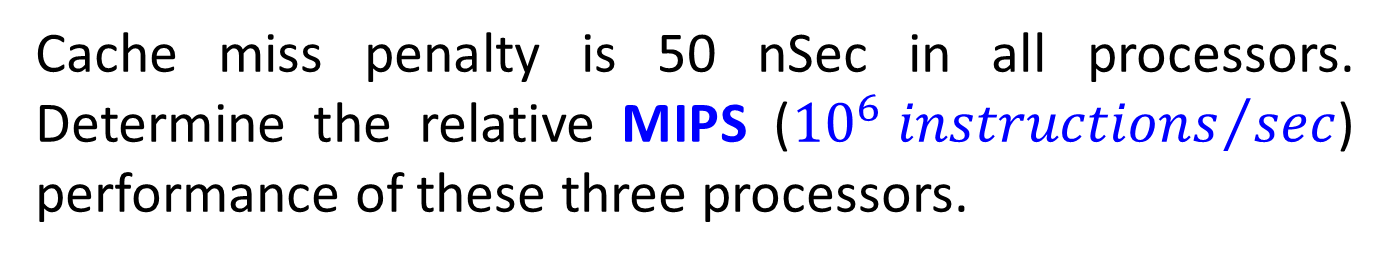 Cache miss penalty is 50 nSec in all processors.
Determine the relative MIPS (10⁶ instructions/sec)
performance of these three processors.